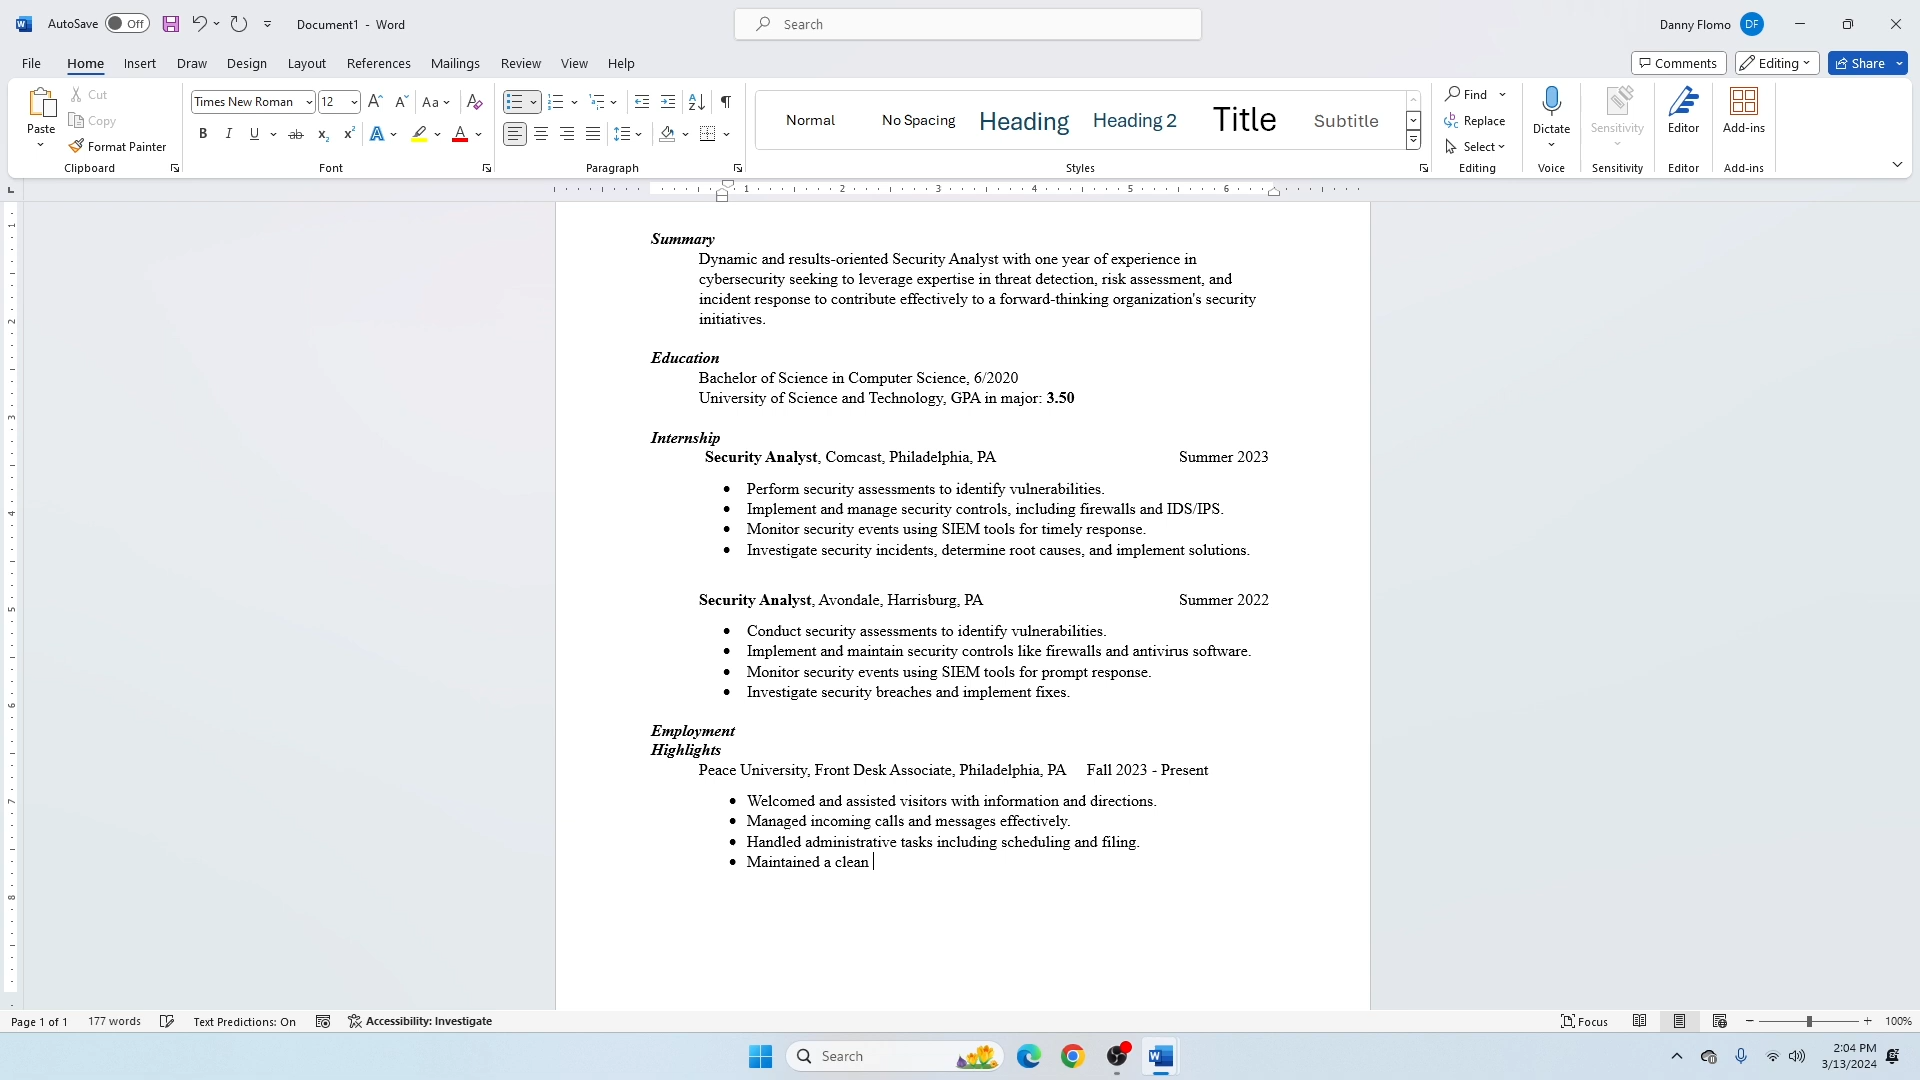 AutoSave Off Document1 - Word Search Danny Flomo DF
File Home Insert Draw Design Layout References Mailings Review View Help Comments Editing Share
Paste Cut Copy Format Painter Clipboard
Times New Roman 12 Aa Font
Paragraph
Normal No Spacing Heading Heading 2 Title Subtitle Styles
Find Replace Select Editing
Dictate Voice
Sensitivity Sensitivity
Editor Editor
Add-ins Add-ins
1 2 3 4 5 6
Summary
Dynamic and results-oriented Security Analyst with one year of experience in
cybersecurity seeking to leverage expertise in threat detection, risk assessment, and
incident response to contribute effectively to a forward-thinking organization's security
initiatives.
Education
Bachelor of Science in Computer Science, 6/2020
University of Science and Technology, GPA in major: 3.50
Internship
Security Analyst, Comcast, Philadelphia, PA Summer 2023
• Perform security assessments to identify vulnerabilities.
• Implement and manage security controls, including firewalls and IDS/IPS.
• Monitor security events using SIEM tools for timely response.
• Investigate security incidents, determine root causes, and implement solutions.
Security Analyst, Avondale, Harrisburg, PA Summer 2022
• Conduct security assessments to identify vulnerabilities.
• Implement and maintain security controls like firewalls and antivirus software.
• Monitor security events using SIEM tools for prompt response.
• Investigate security breaches and implement fixes.
Employment
Highlights
Peace University, Front Desk Associate, Philadelphia, PA Fall 2023 - Present
• Welcomed and assisted visitors with information and directions.
• Managed incoming calls and messages effectively.
• Handled administrative tasks including scheduling and filing.
• Maintained a clean
Page 1 of 1 177 words Text Predictions: On Accessibility: Investigate Focus 100%
Search 2:04 PM
3/13/2024